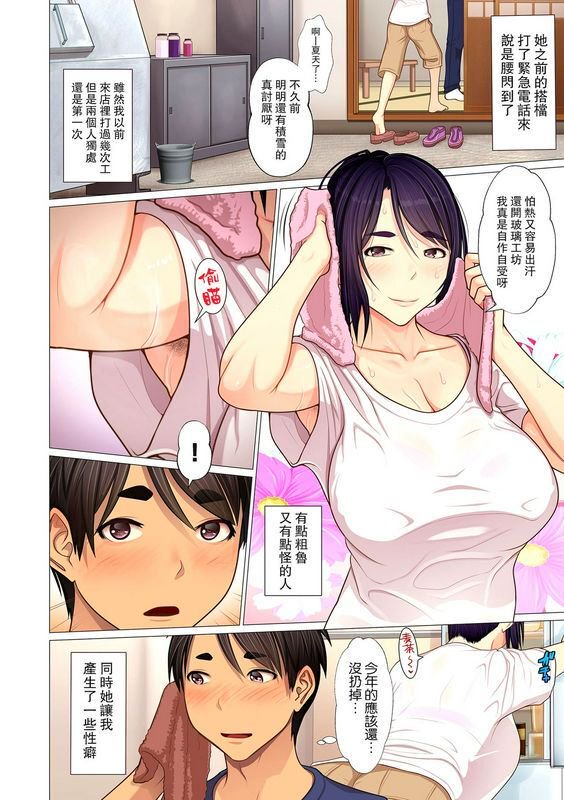 她之前的搭檔
打了緊急電話來
說是腰閃到了
一夏天了…
不久前
明明還有積雪的
真討厭呀
雖然我以前
來店裡打過幾次工
但是兩個人獨處
還是第一次
怕熱又容易出汗
還開玻璃工坊
我真是自作自受呀
偷瞄
!
有點粗魯
又有點怪的人
麥茶~
今年的應該還…
沒扔掉…
同時她讓我
產生了一些性癖